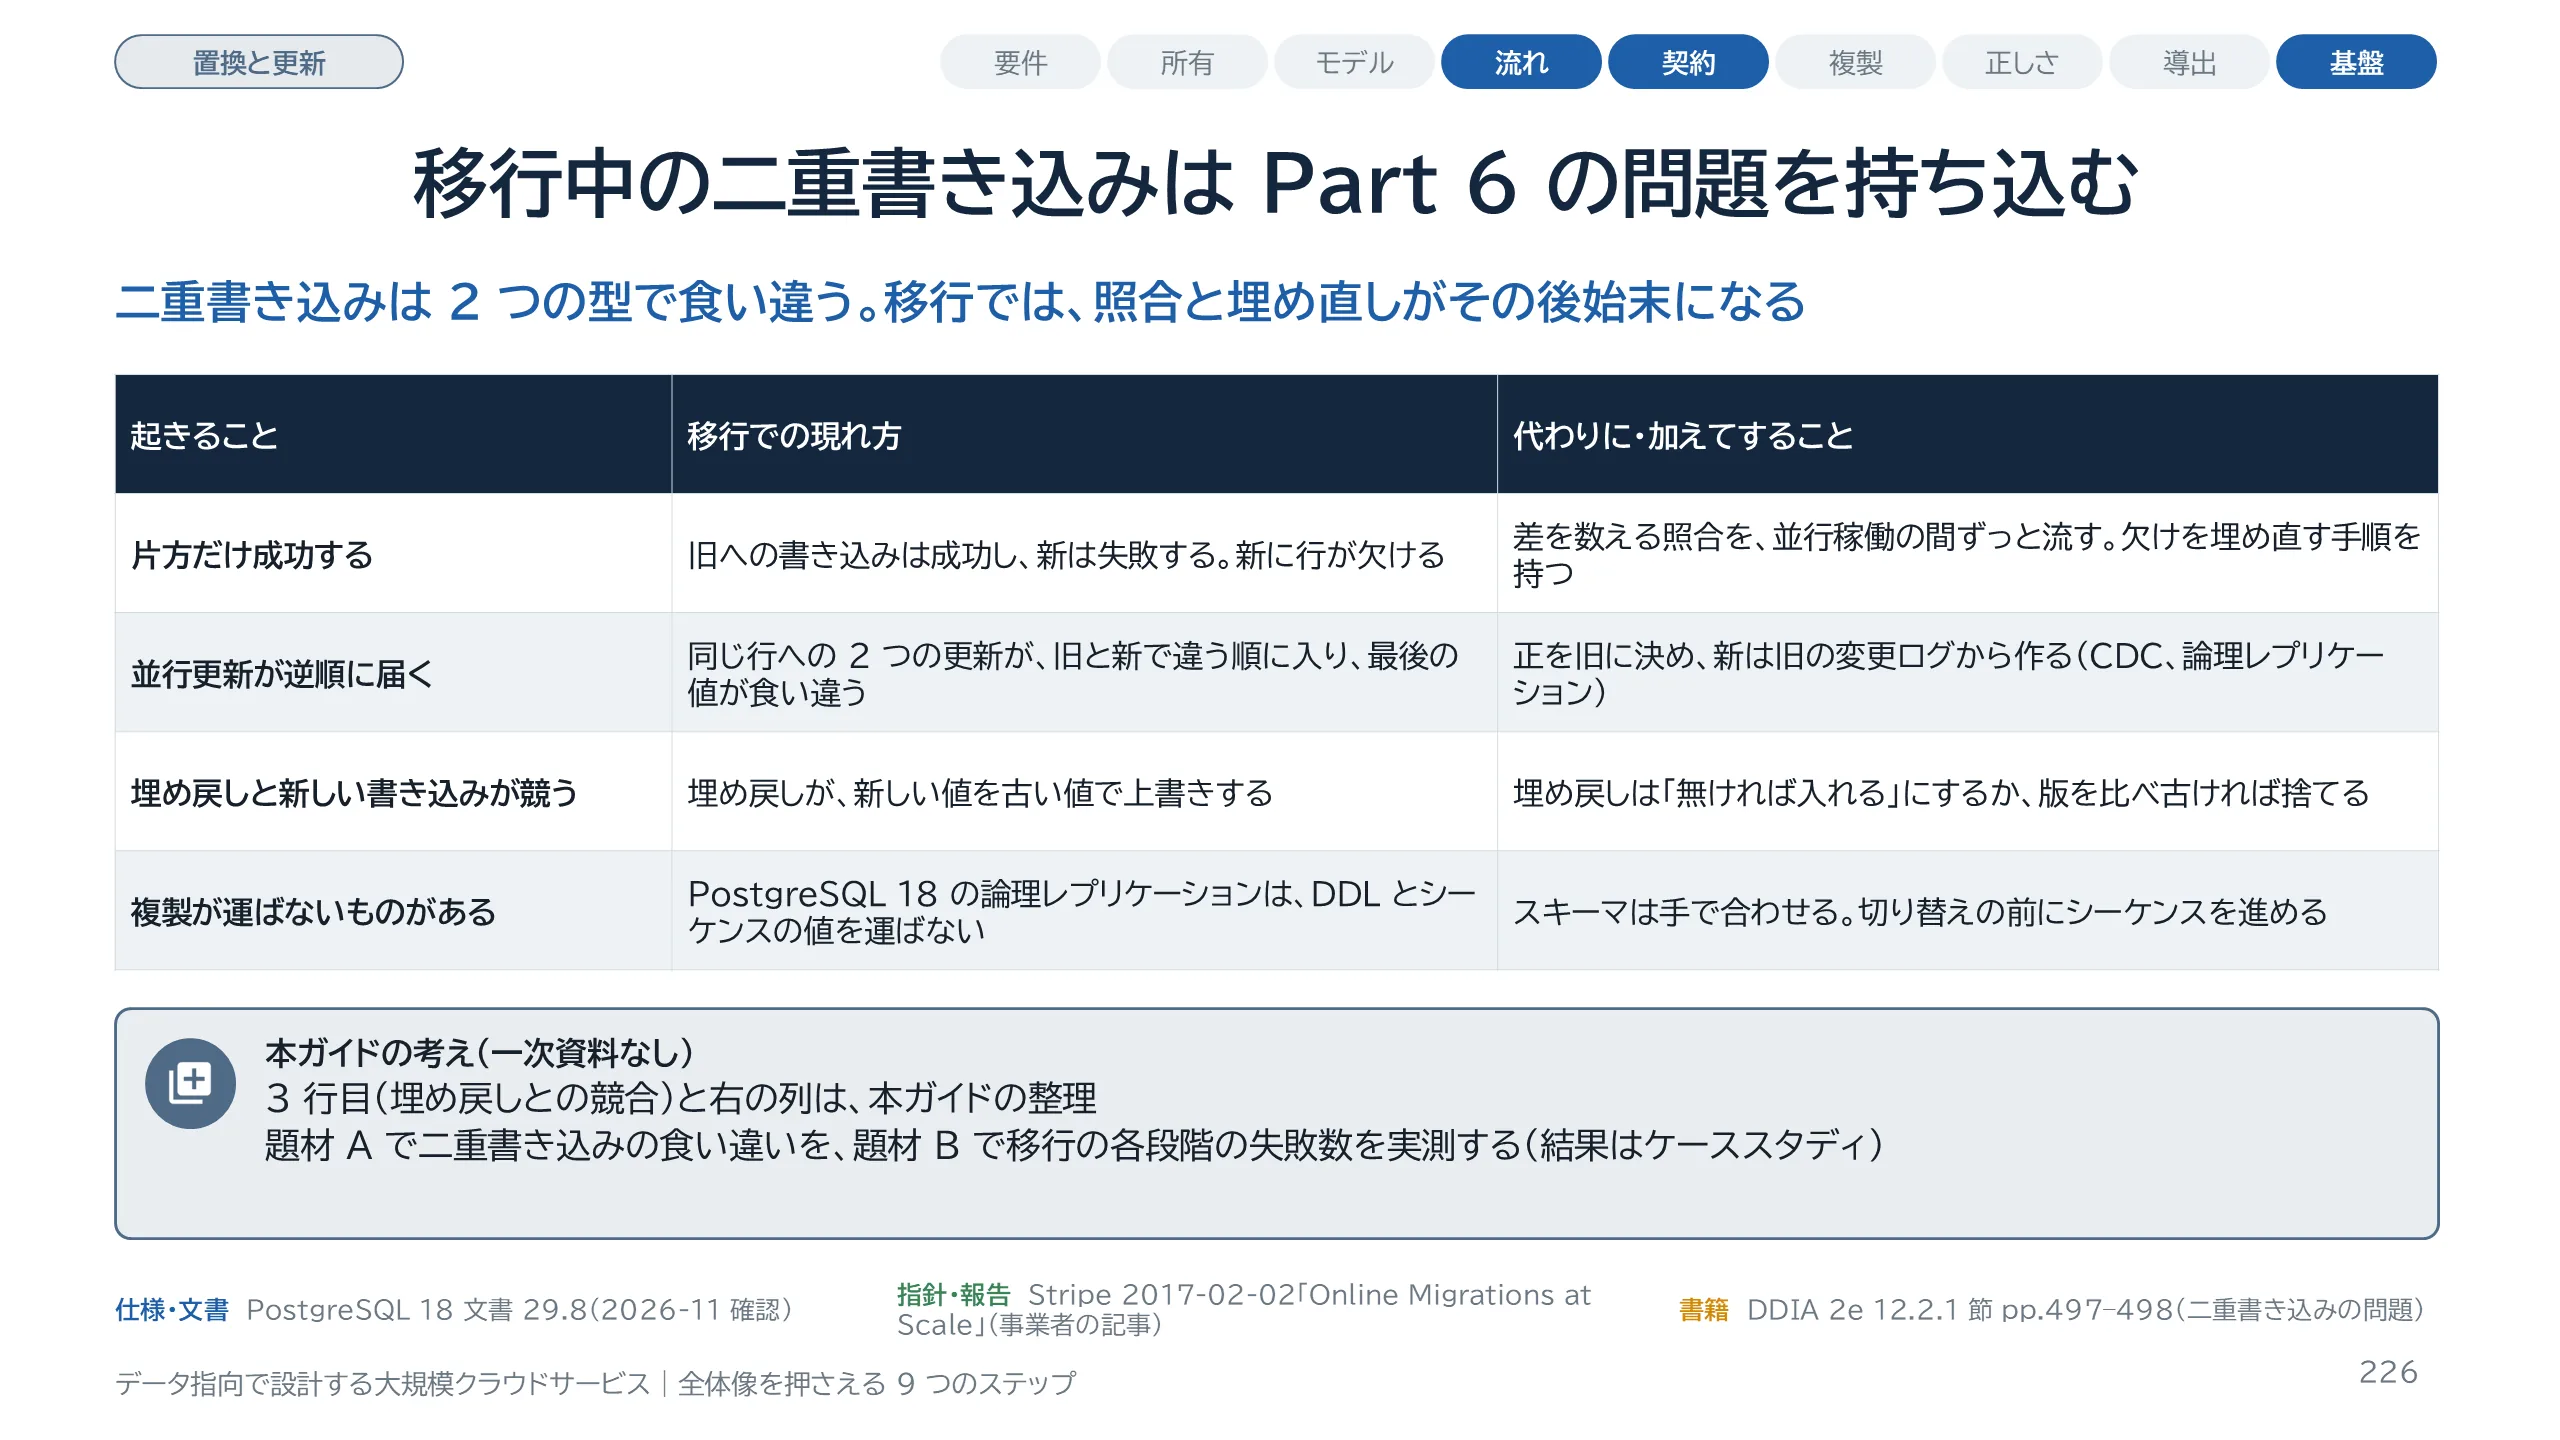 置換と更新
要件
所有
モデル
流れ
契約
複製
正しさ
導出
基盤
移行中の二重書き込みは Part 6 の問題を持ち込む
二重書き込みは 2 つの型で食い違う。移行では、照合と埋め直しがその後始末になる
起きること
移行での現れ方
代わりに・加えてすること
片方だけ成功する
旧への書き込みは成功し、新は失敗する。新に行が欠ける
差を数える照合を、並行稼働の間ずっと流す。欠けを埋め直す手順を
持つ
並行更新が逆順に届く
同じ行への 2 つの更新が、旧と新で違う順に入り、最後の
値が食い違う
正を旧に決め、新は旧の変更ログから作る（CDC、論理レプリケー
ション）
埋め戻しと新しい書き込みが競う
埋め戻しが、新しい値を古い値で上書きする
埋め戻しは「無ければ入れる」にするか、版を比べ古ければ捨てる
複製が運ばないものがある
PostgreSQL 18 の論理レプリケーションは、DDL とシー
ケンスの値を運ばない
スキーマは手で合わせる。切り替えの前にシーケンスを進める
本ガイドの考え（一次資料なし）
3 行目（埋め戻しとの競合）と右の列は、本ガイドの整理
題材 A で二重書き込みの食い違いを、題材 B で移行の各段階の失敗数を実測する（結果はケーススタディ）
仕様・文書 PostgreSQL 18 文書 29.8（2026-11 確認）
指針・報告 Stripe 2017-02-02「Online Migrations at
Scale」（事業者の記事）
書籍 DDIA 2e 12.2.1 節 pp.497–498（二重書き込みの問題）
データ指向で設計する大規模クラウドサービス｜全体像を押さえる 9 つのステップ
226